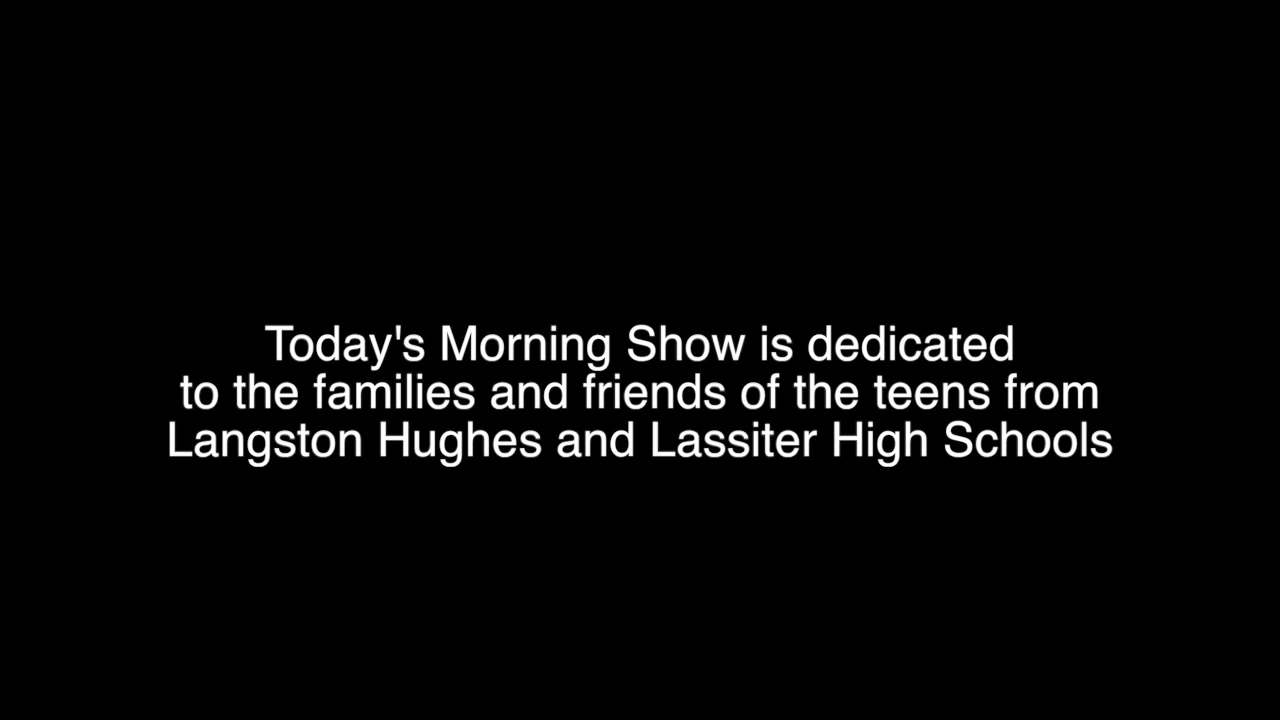 Today's Morning Show is dedicated
to the families and friends of the teens from
Langston Hughes and Lassiter High Schools